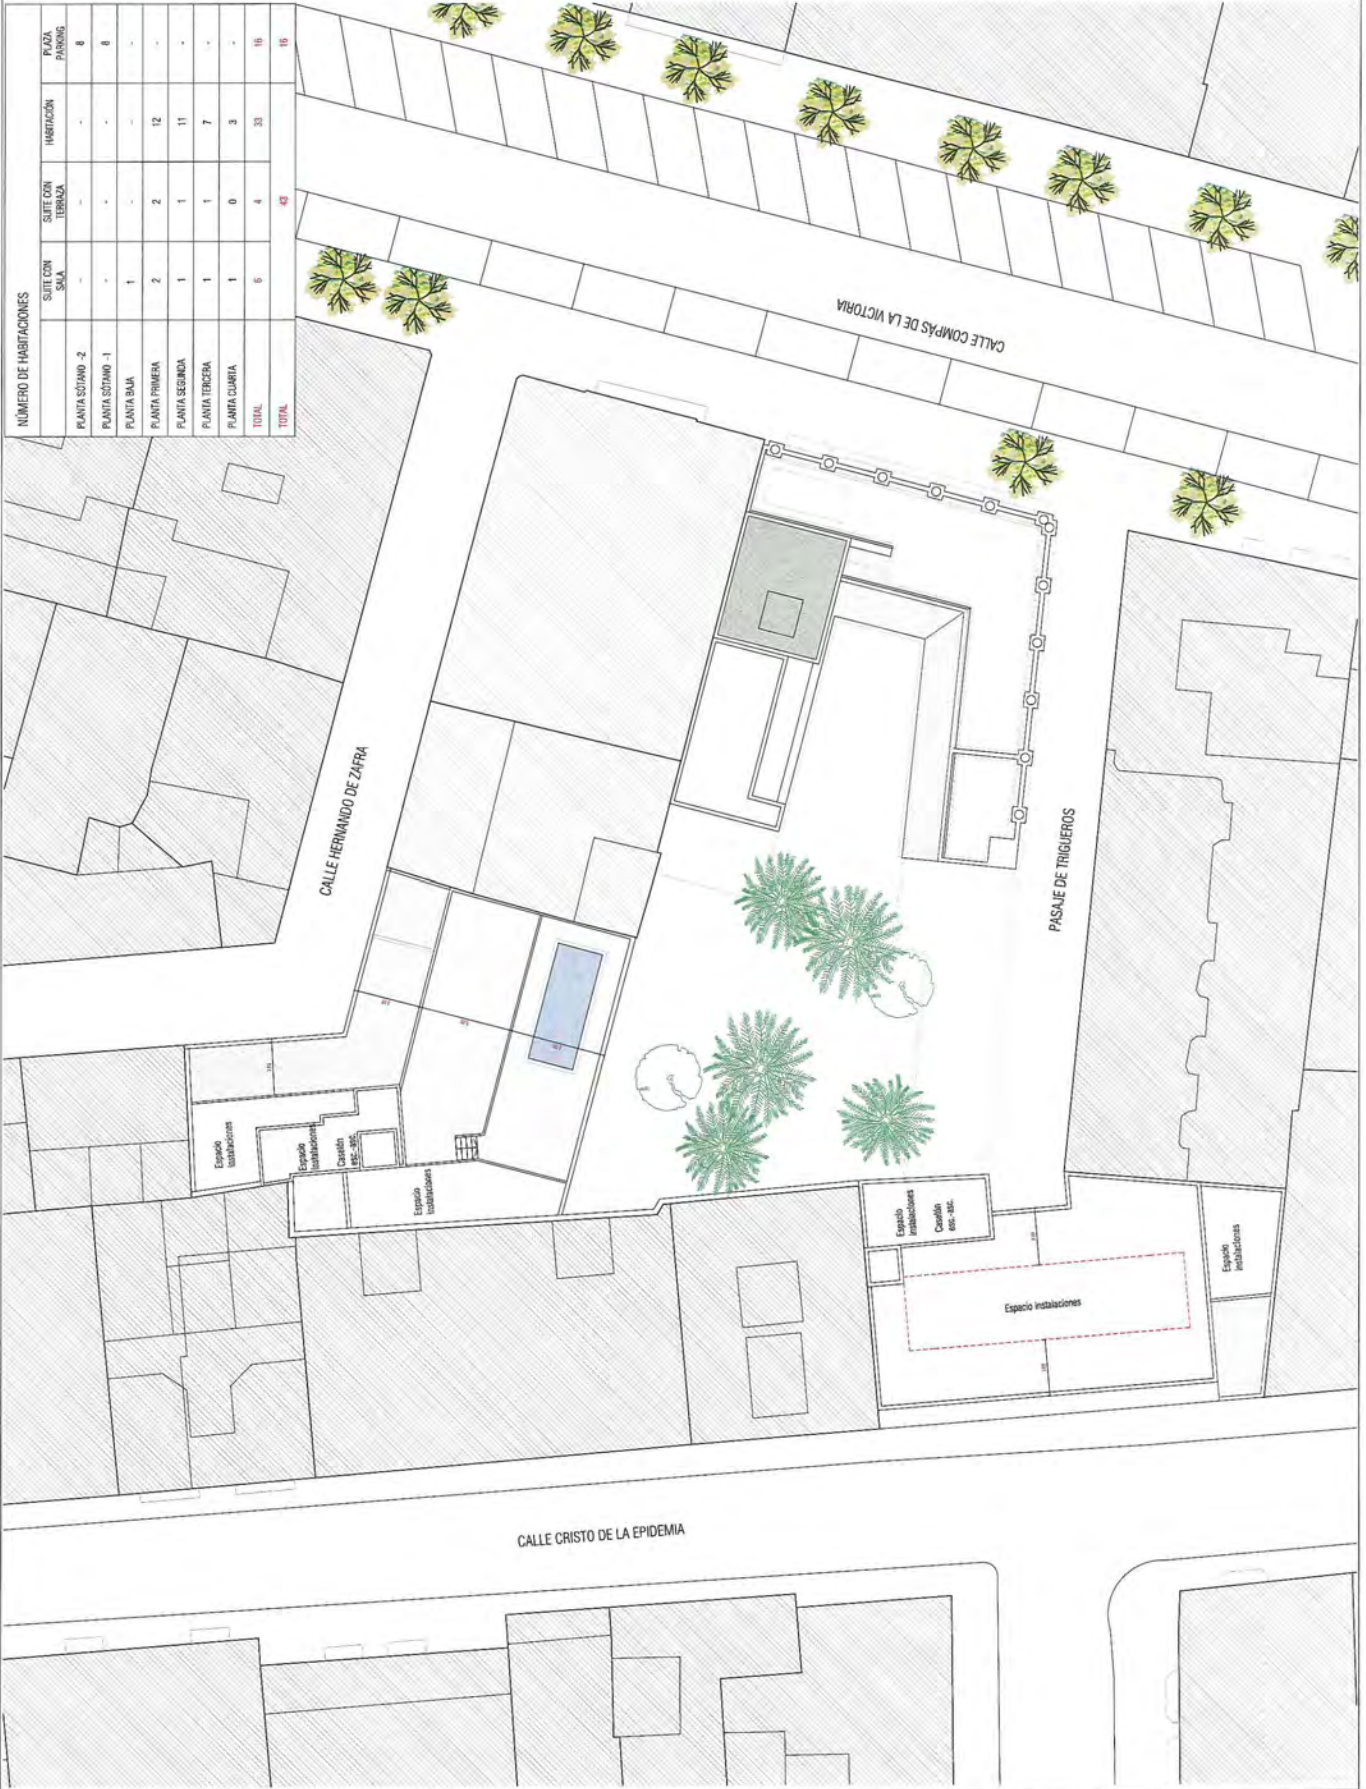 NÚMERO DE HABITACIONES
SUITE CON SALA	SUITE CON TERRAZA	HABITACIÓN	PLAZA PARKING
PLANTA SÓTANO -2	-	-	-	8
PLANTA SÓTANO -1	-	-	-	8
PLANTA BAJA	1	-	-	-
PLANTA PRIMERA	2	2	12	-
PLANTA SEGUNDA	1	1	11	-
PLANTA TERCERA	1	1	7	-
PLANTA CUARTA	1	0	3	-
TOTAL	6	4	33	16
TOTAL	43	16
CALLE COMPÁS DE LA VICTORIA
CALLE HERNANDO DE ZAFRA
PASAJE DE TRIGUEROS
Espacio
instalaciones
Espacio
instalaciones
Casetón
esc.-asc.
Espacio
instalaciones
Espacio
instalaciones
Casetón
esc.-asc.
Espacio instalaciones
Espacio
instalaciones
CALLE CRISTO DE LA EPIDEMIA